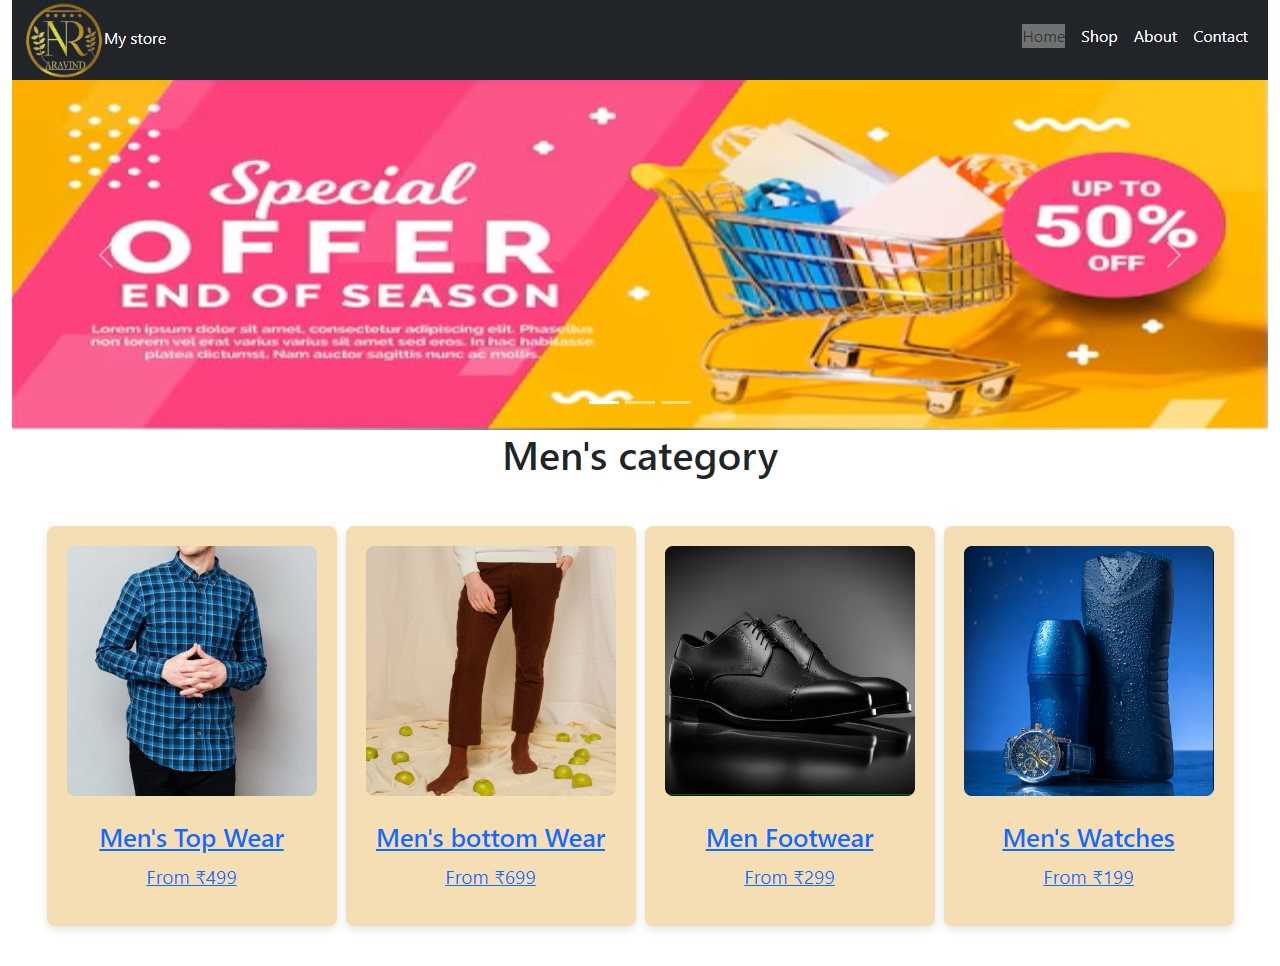 AR
ARAVIND
My store
Home Shop About Contact
Special
OFFER
END OF SEASON
Lorem ipsum dolor sit amet, consectetur adipiscing elit. Phasellus
non lorem vel erat varius varius sit amet sed eros. In hac habitasse
platea dictumst. Nam auctor sagittis nunc ac mollis.
UP TO
50%
OFF
Men's category
Men's Top Wear
From ₹499
Men's bottom Wear
From ₹699
Men Footwear
From ₹299
Men's Watches
From ₹199